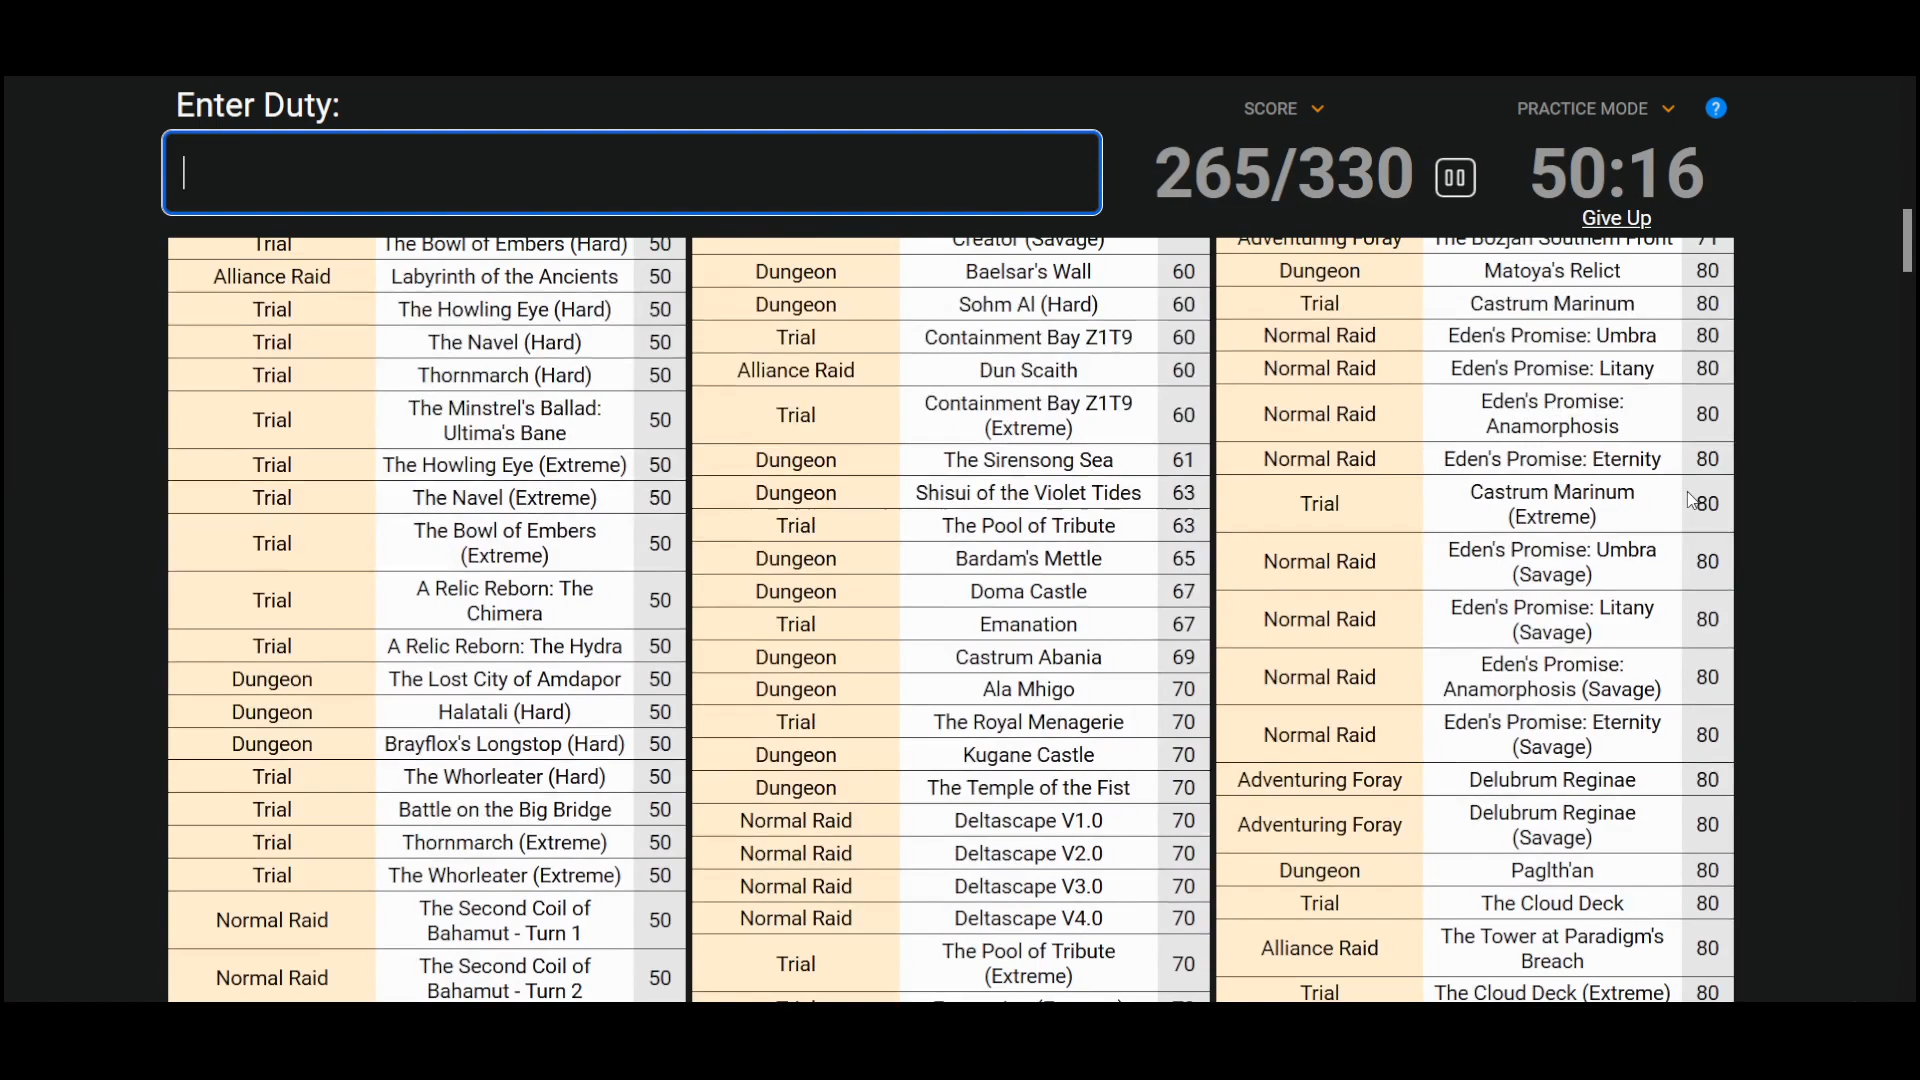 Enter Duty:
SCORE
PRACTICE MODE
?
265/330
50:16
Give Up
Trial The Bowl of Embers (Hard) 50
Alliance Raid Labyrinth of the Ancients 50
Trial The Howling Eye (Hard) 50
Trial The Navel (Hard) 50
Trial Thornmarch (Hard) 50
Trial The Minstrel's Ballad:
Ultima's Bane 50
Trial The Howling Eye (Extreme) 50
Trial The Navel (Extreme) 50
Trial The Bowl of Embers
(Extreme) 50
Trial A Relic Reborn: The
Chimera 50
Trial A Relic Reborn: The Hydra 50
Dungeon The Lost City of Amdapor 50
Dungeon Halatali (Hard) 50
Dungeon Brayflox's Longstop (Hard) 50
Trial The Whorleater (Hard) 50
Trial Battle on the Big Bridge 50
Trial Thornmarch (Extreme) 50
Trial The Whorleater (Extreme) 50
Normal Raid The Second Coil of
Bahamut - Turn 1 50
Normal Raid The Second Coil of
Bahamut - Turn 2 50
Creator (Savage)
Dungeon Baelsar's Wall 60
Dungeon Sohm Al (Hard) 60
Trial Containment Bay Z1T9 60
Alliance Raid Dun Scaith 60
Trial Containment Bay Z1T9
(Extreme) 60
Dungeon The Sirensong Sea 61
Dungeon Shisui of the Violet Tides 63
Trial The Pool of Tribute 63
Dungeon Bardam's Mettle 65
Dungeon Doma Castle 67
Trial Emanation 67
Dungeon Castrum Abania 69
Dungeon Ala Mhigo 70
Trial The Royal Menagerie 70
Dungeon Kugane Castle 70
Dungeon The Temple of the Fist 70
Normal Raid Deltascape V1.0 70
Normal Raid Deltascape V2.0 70
Normal Raid Deltascape V3.0 70
Normal Raid Deltascape V4.0 70
Trial The Pool of Tribute
(Extreme) 70
Adventuring Foray The Bozjan Southern Front 71
Dungeon Matoya's Relict 80
Trial Castrum Marinum 80
Normal Raid Eden's Promise: Umbra 80
Normal Raid Eden's Promise: Litany 80
Normal Raid Eden's Promise:
Anamorphosis 80
Normal Raid Eden's Promise: Eternity 80
Trial Castrum Marinum
(Extreme) 80
Normal Raid Eden's Promise: Umbra
(Savage) 80
Normal Raid Eden's Promise: Litany
(Savage) 80
Normal Raid Eden's Promise:
Anamorphosis (Savage) 80
Normal Raid Eden's Promise: Eternity
(Savage) 80
Adventuring Foray Delubrum Reginae 80
Adventuring Foray Delubrum Reginae
(Savage) 80
Dungeon Paglth'an 80
Trial The Cloud Deck 80
Alliance Raid The Tower at Paradigm's
Breach 80
Trial The Cloud Deck (Extreme) 80